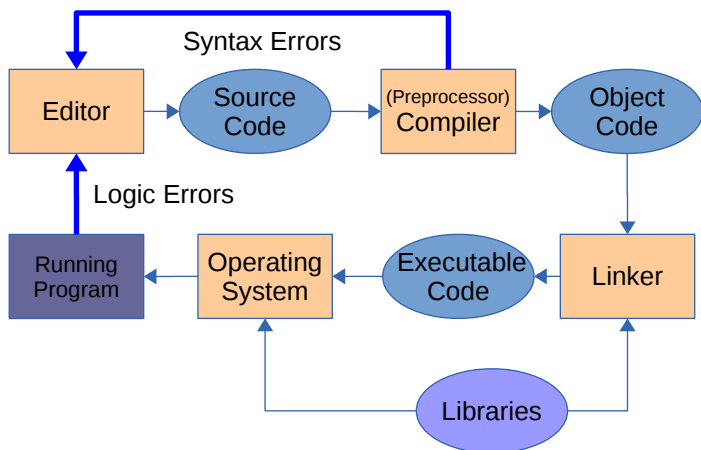 Syntax Errors
Editor
Source
Code
(Preprocessor)
Compiler
Object
Code
Logic Errors
Running
Program
Operating
System
Executable
Code
Linker
Libraries